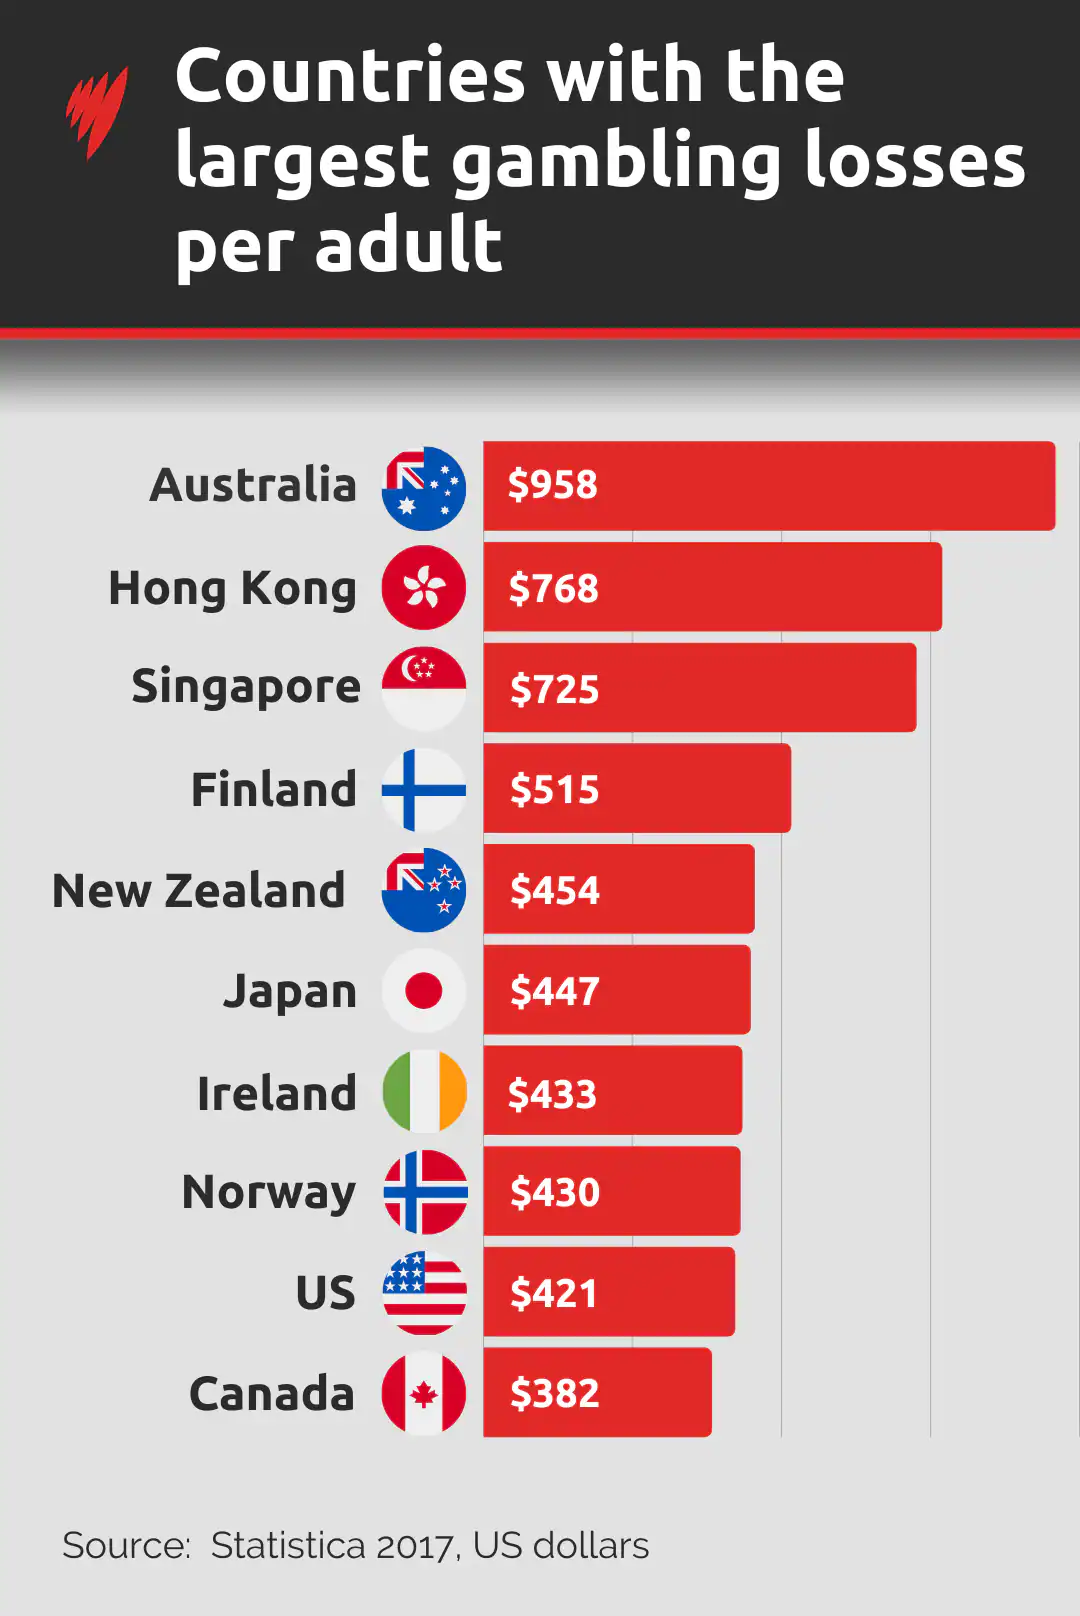 Countries with the
largest gambling losses
per adult
Australia $958
Hong Kong $768
Singapore $725
Finland $515
New Zealand $454
Japan $447
Ireland $433
Norway $430
US $421
Canada $382
Source: Statistica 2017, US dollars